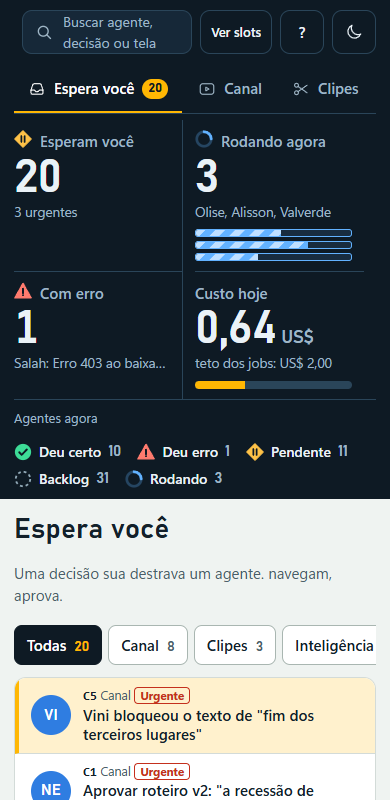 Buscar agente,
decisão ou tela
Ver slots
?
Espera você 20
Canal
Clipes
Esperam você
20
3 urgentes
Rodando agora
3
Olise, Alisson, Valverde
Com erro
1
Salah: Erro 403 ao baixa...
Custo hoje
0,64 US$
teto dos jobs: US$ 2,00
Agentes agora
Deu certo 10
Deu erro 1
Pendente 11
Backlog 31
Rodando 3
Espera você
Uma decisão sua destrava um agente. navegam,
aprova.
Todas 20
Canal 8
Clipes 3
Inteligência
VI
C5 Canal Urgente
Vini bloqueou o texto de "fim dos
terceiros lugares"
NE
C1 Canal Urgente
Aprovar roteiro v2: "a recessão de